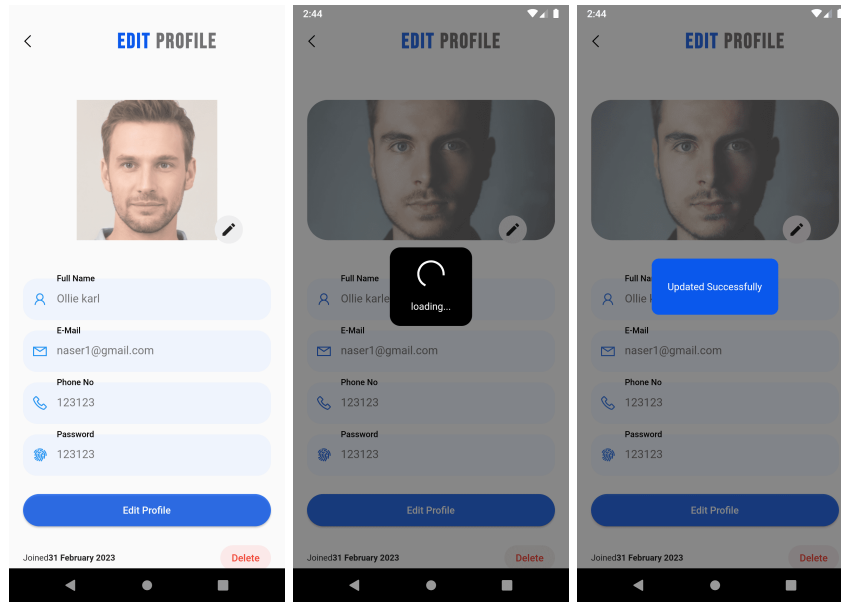 EDIT PROFILE
Full Name
Ollie karl
E-Mail
naser1@gmail.com
Phone No
123123
Password
123123
Edit Profile
Joined31 February 2023
Delete
2:44
EDIT PROFILE
Full Name
Ollie karle
loading...
E-Mail
naser1@gmail.com
Phone No
123123
Password
123123
Edit Profile
Joined31 February 2023
Delete
2:44
EDIT PROFILE
Full Na
Ollie
Updated Successfully
E-Mail
naser1@gmail.com
Phone No
123123
Password
123123
Edit Profile
Joined31 February 2023
Delete